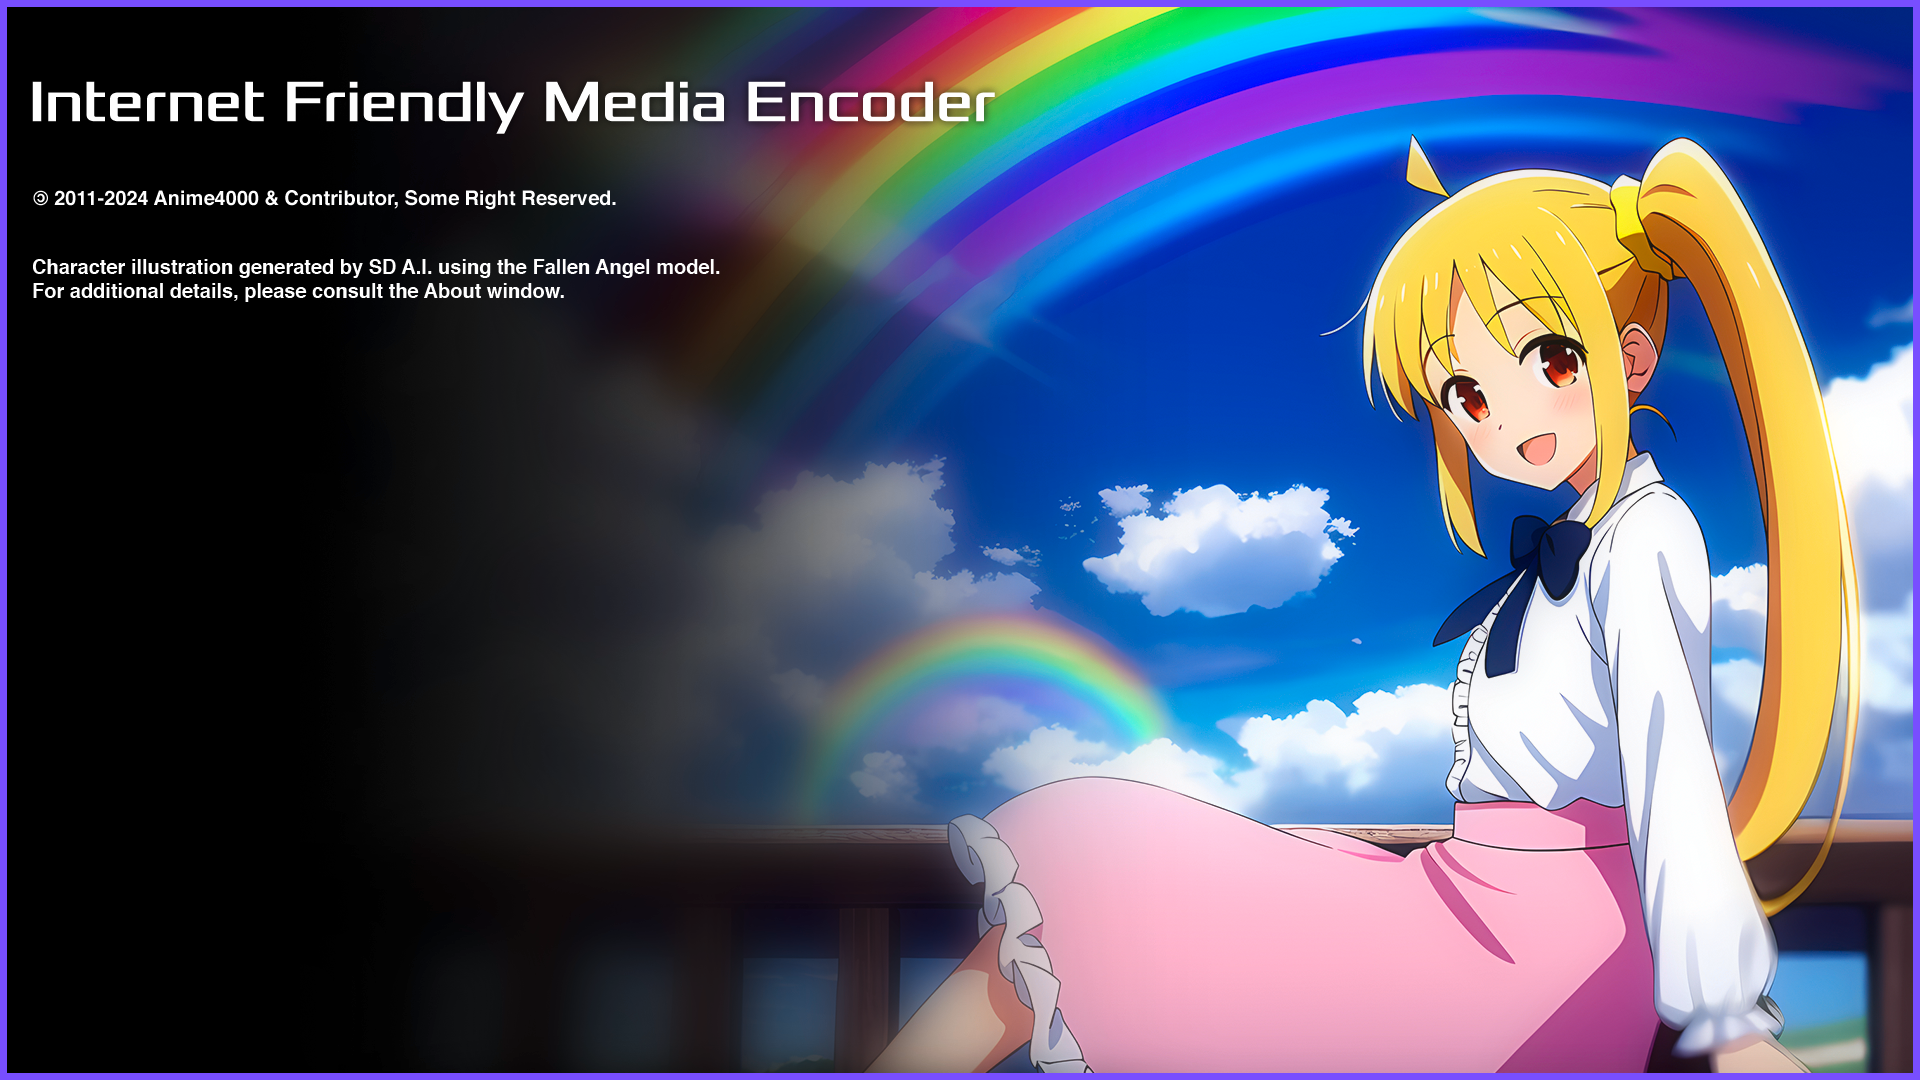 Internet Friendly Media Encoder
🄯 2011-2024 Anime4000 & Contributor, Some Right Reserved.
Character illustration generated by SD A.I. using the Fallen Angel model.
For additional details, please consult the About window.